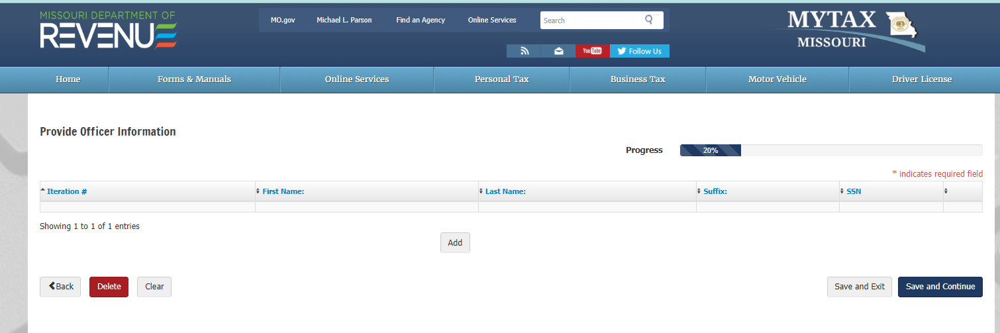 MISSOURI DEPARTMENT OF
REVENUE
MO.gov
Michael L. Parson
Find an Agency
Online Services
Search
You Tube
Follow Us
MYTAX
MISSOURI
Home
Forms & Manuals
Online Services
Personal Tax
Business Tax
Motor Vehicle
Driver License
Provide Officer Information
Progress
20%
* indicates required field
Iteration #
First Name:
Last Name:
Suffix:
SSN
Showing 1 to 1 of 1 entries
Add
Back
Delete
Clear
Save and Exit
Save and Continue